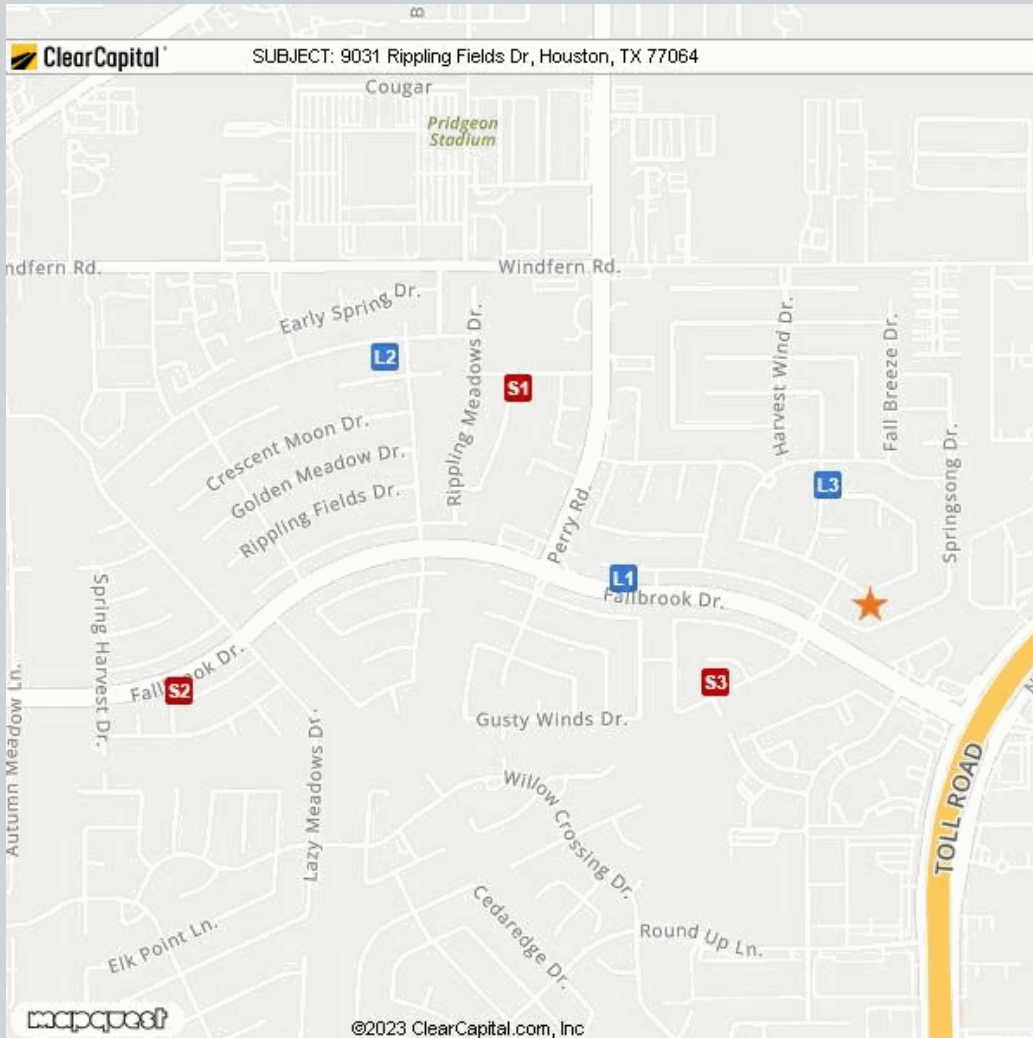 B
ClearCapital®
SUBJECT: 9031 Rippling Fields Dr, Houston, TX 77064
Cougar
Pridgeon
Stadium
ndfern Rd.
Windfern Rd.
Early Spring Dr.
L2
Rippling Meadows Dr.
S1
Harvest Wind Dr.
Fall Breeze Dr.
Crescent Moon Dr.
Golden Meadow Dr.
Rippling Fields Dr.
L3
Springsong Dr.
Perry Rd.
L1
Fallbrook Dr.
Spring Harvest Dr.
Autumn Meadow Ln.
Fallbrook Dr.
S2
S3
Gusty Winds Dr.
Lazy Meadows Dr.
Willow Crossing Dr.
TOLL ROAD
N
Cedaredge Dr.
Elk Point Ln.
Round Up Ln.
mapquest
©2023 ClearCapital.com, Inc